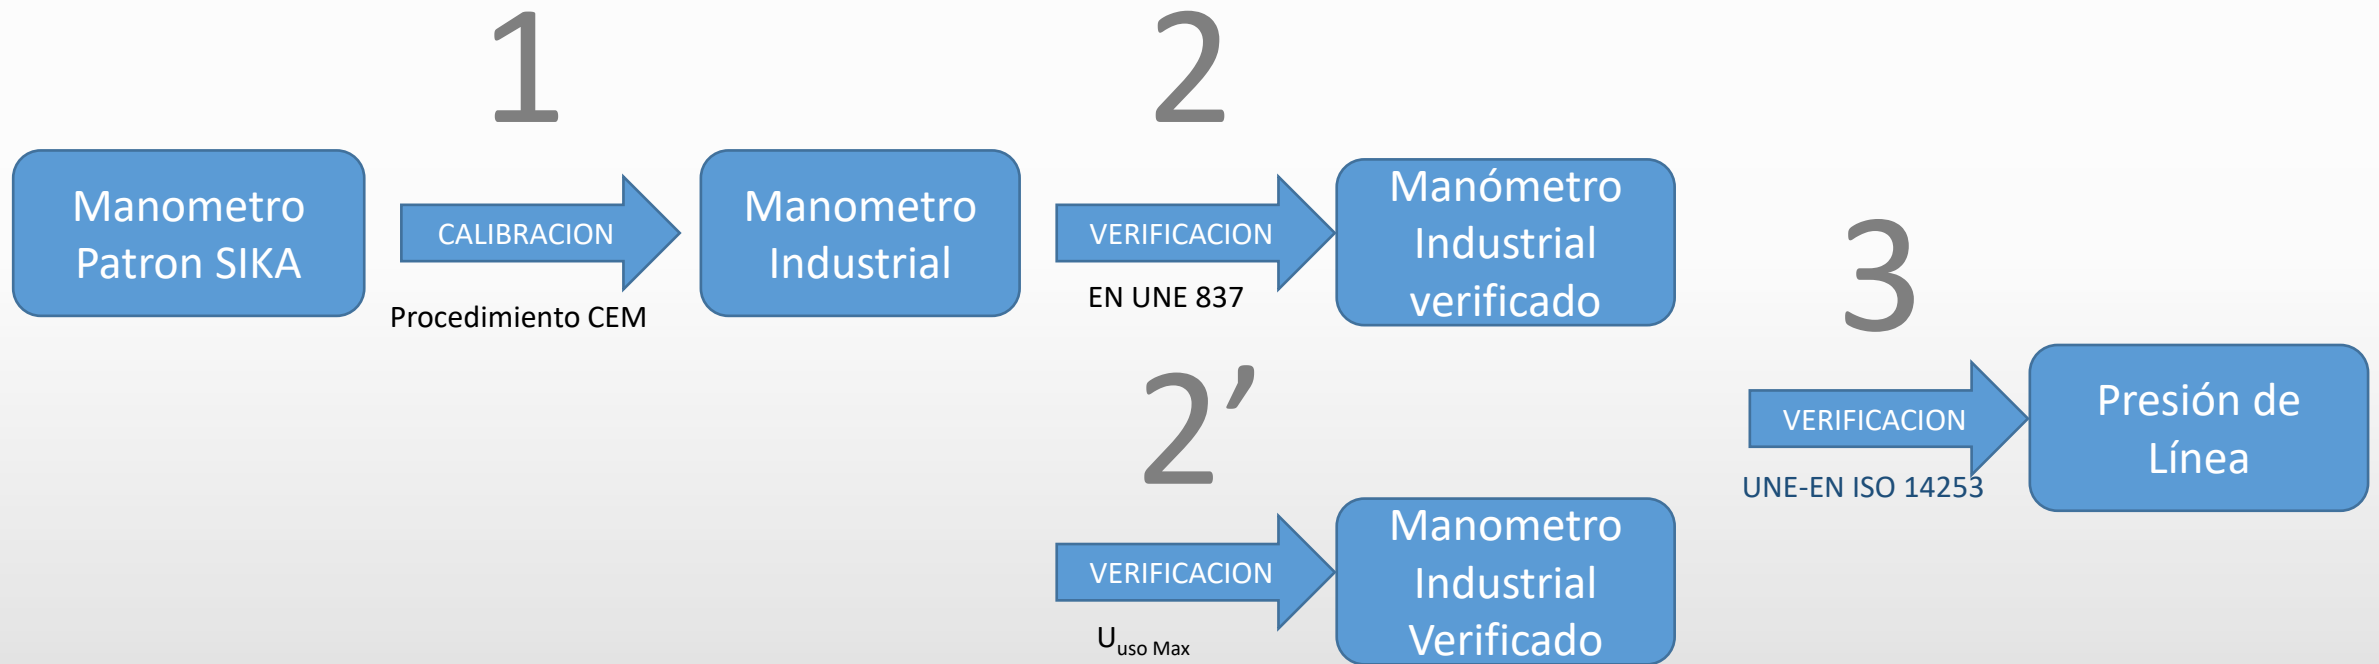 1
2
Manometro
Patron SIKA
CALIBRACION
Procedimiento CEM
Manometro
Industrial
VERIFICACION
EN UNE 837
Manómetro
Industrial
verificado
3
2’
VERIFICACION
UNE-EN ISO 14253
Presión de
Línea
VERIFICACION
U uso Max
Manometro
Industrial
Verificado